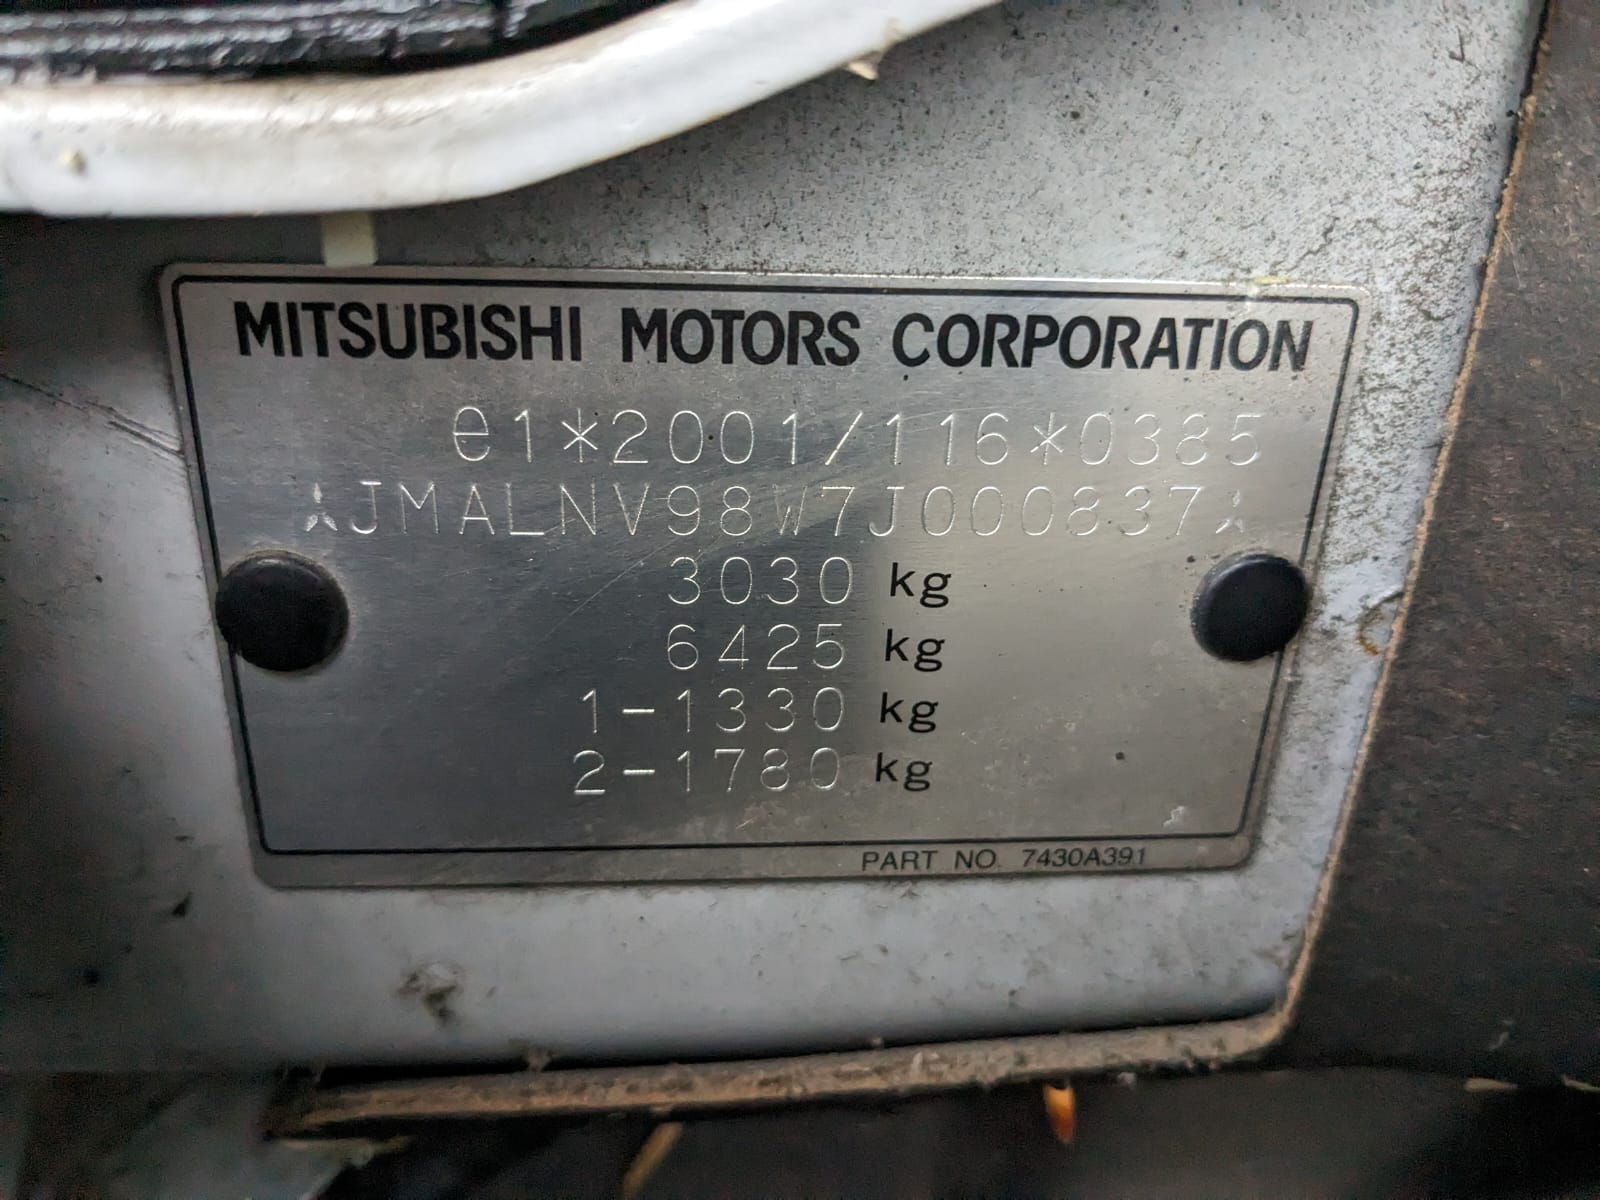 MITSUBISHI MOTORS CORPORATION
e1*2001/116*0385
JMALNV98W7J000837
3030 kg
6425 kg
1-1330 kg
2-1780 kg
PART NO. 7430A391